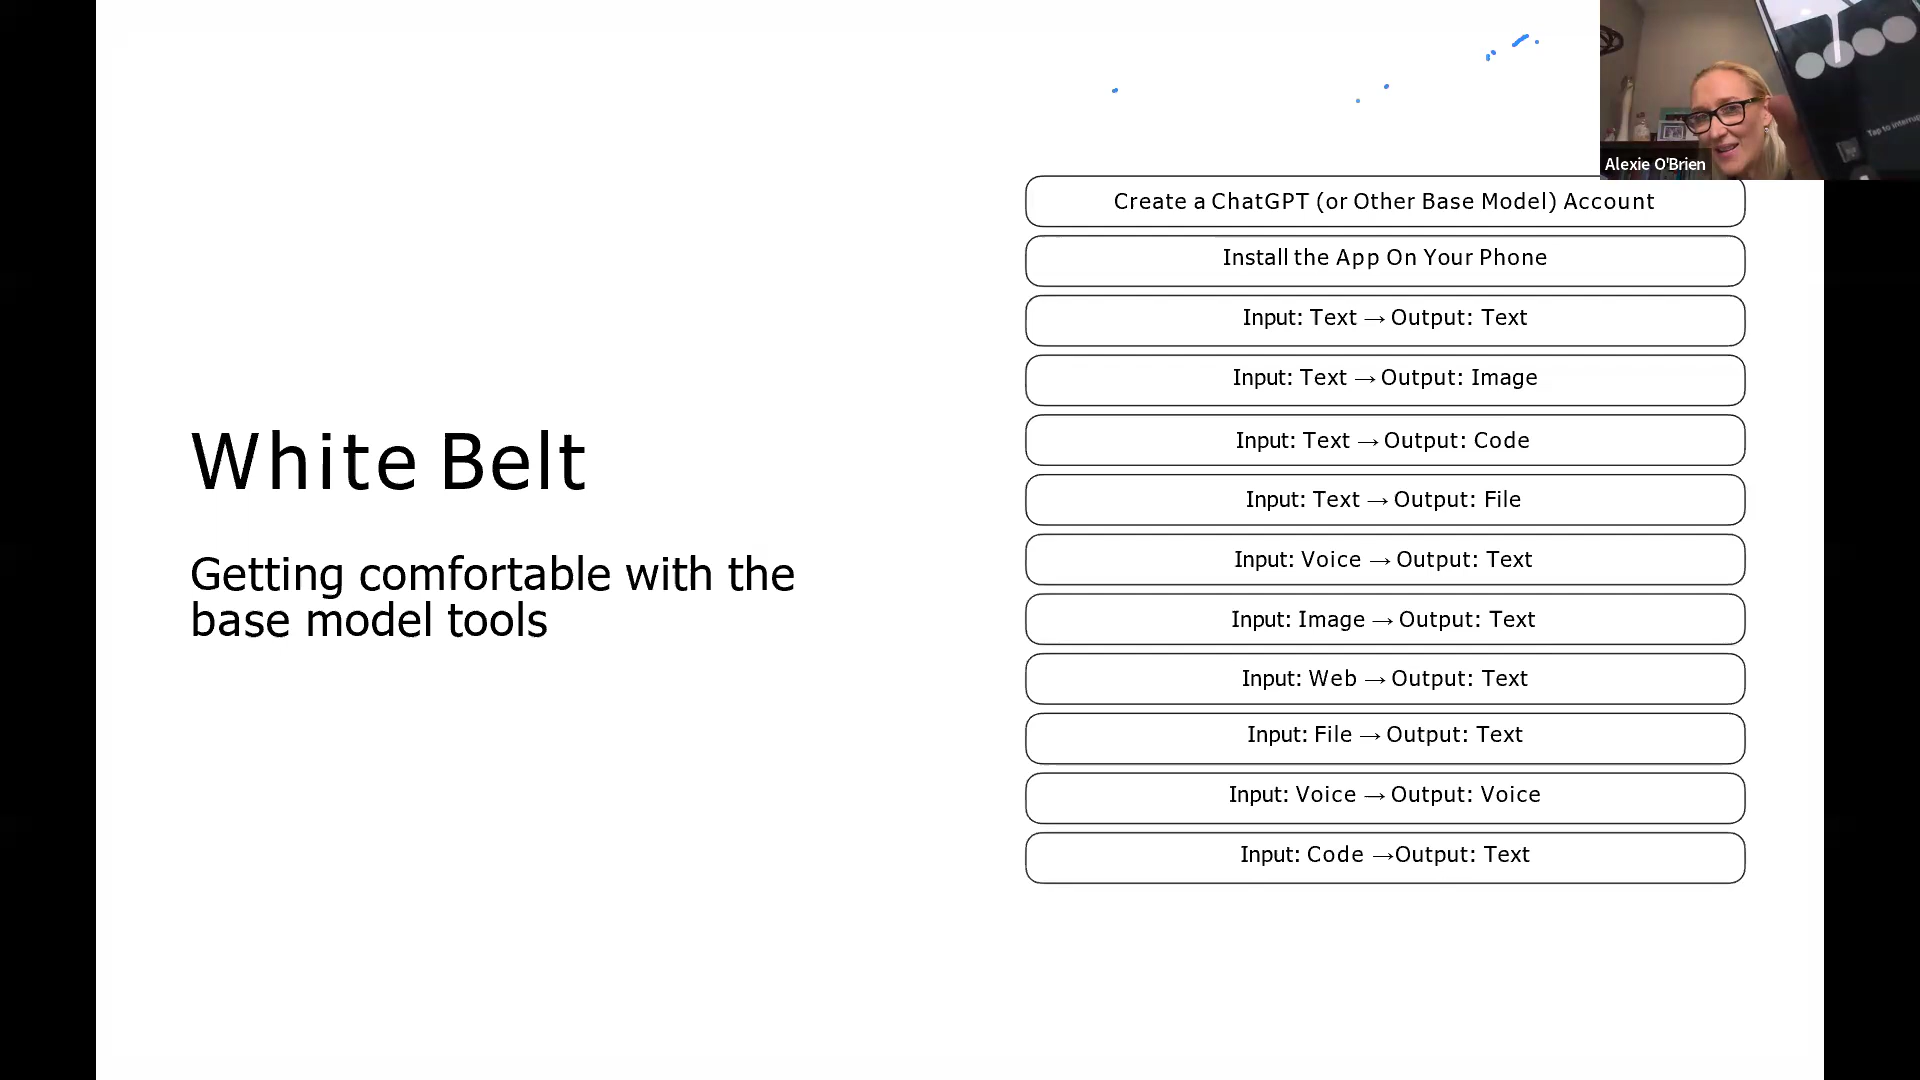 White Belt
Getting comfortable with the
base model tools
Create a ChatGPT (or Other Base Model) Account
Install the App On Your Phone
Input: Text → Output: Text
Input: Text → Output: Image
Input: Text → Output: Code
Input: Text → Output: File
Input: Voice → Output: Text
Input: Image → Output: Text
Input: Web → Output: Text
Input: File → Output: Text
Input: Voice → Output: Voice
Input: Code →Output: Text
Alexie O'Brien
Tap to